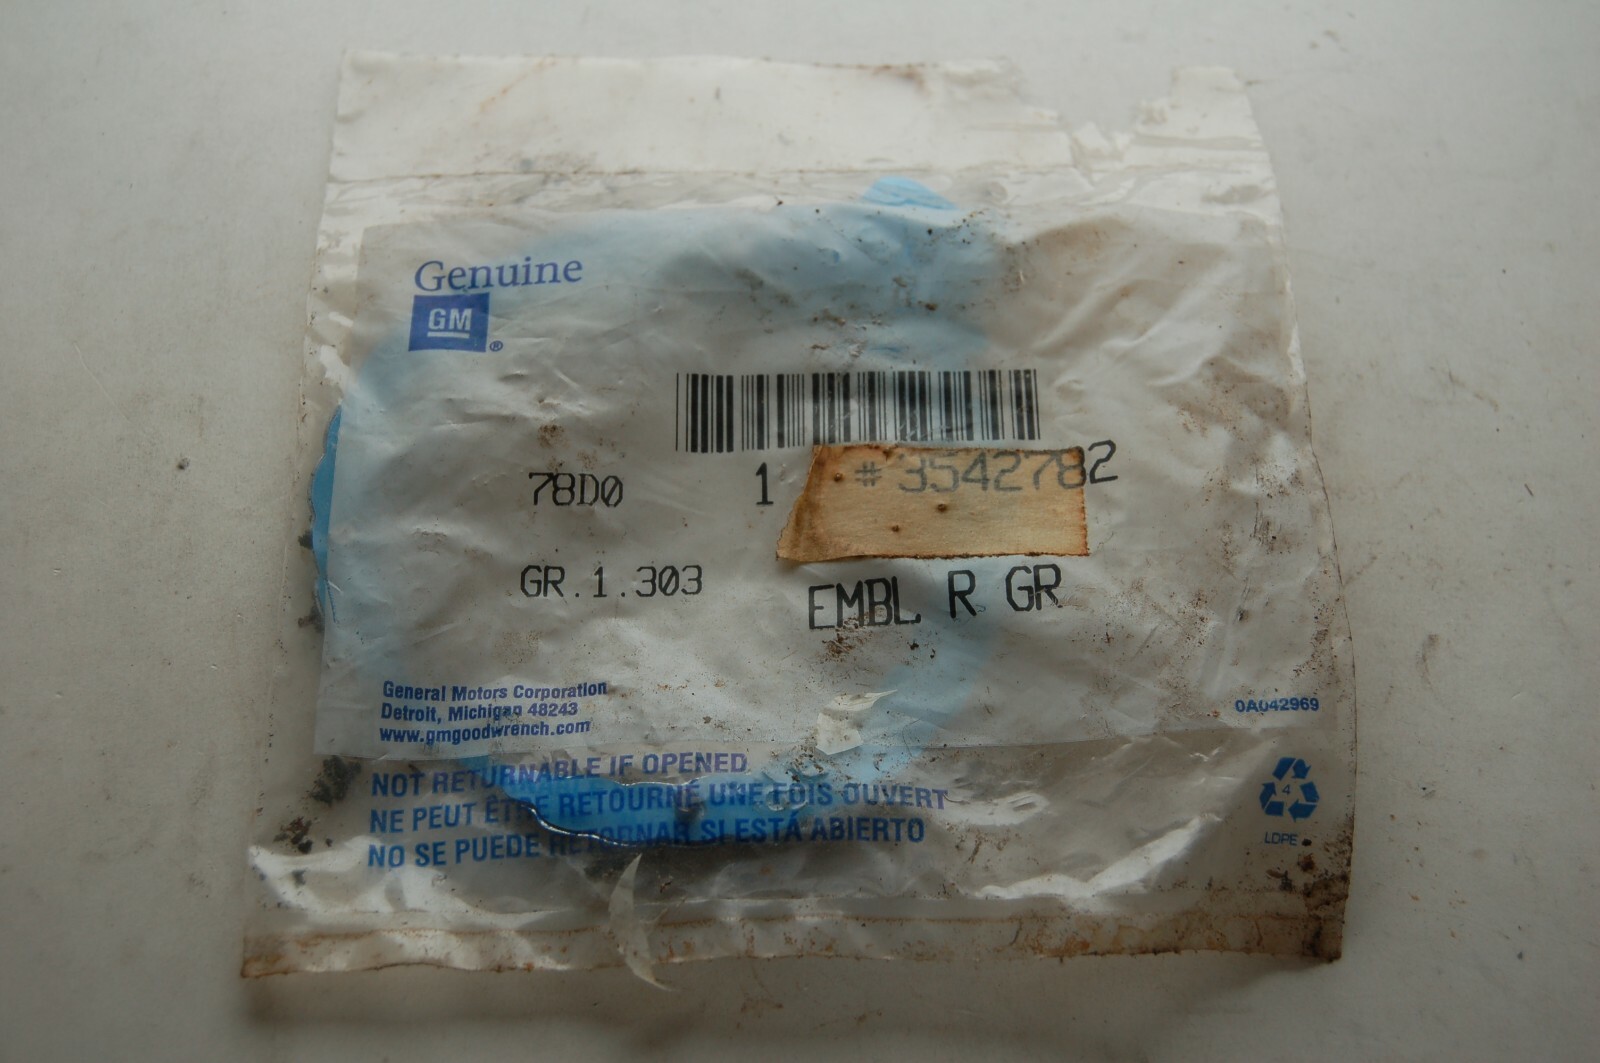 Genuine
GM ®
78D0 1 #3542782
GR.1.303 EMBL R GR
General Motors Corporation
Detroit, Michigan 48243
www.gmgoodwrench.com
0A042969
NOT RETURNABLE IF OPENED
NE PEUT ÊTRE RETOURNÉ UNE FOIS OUVERT
NO SE PUEDE RETORNAR SI ESTÁ ABIERTO
4
LDPE